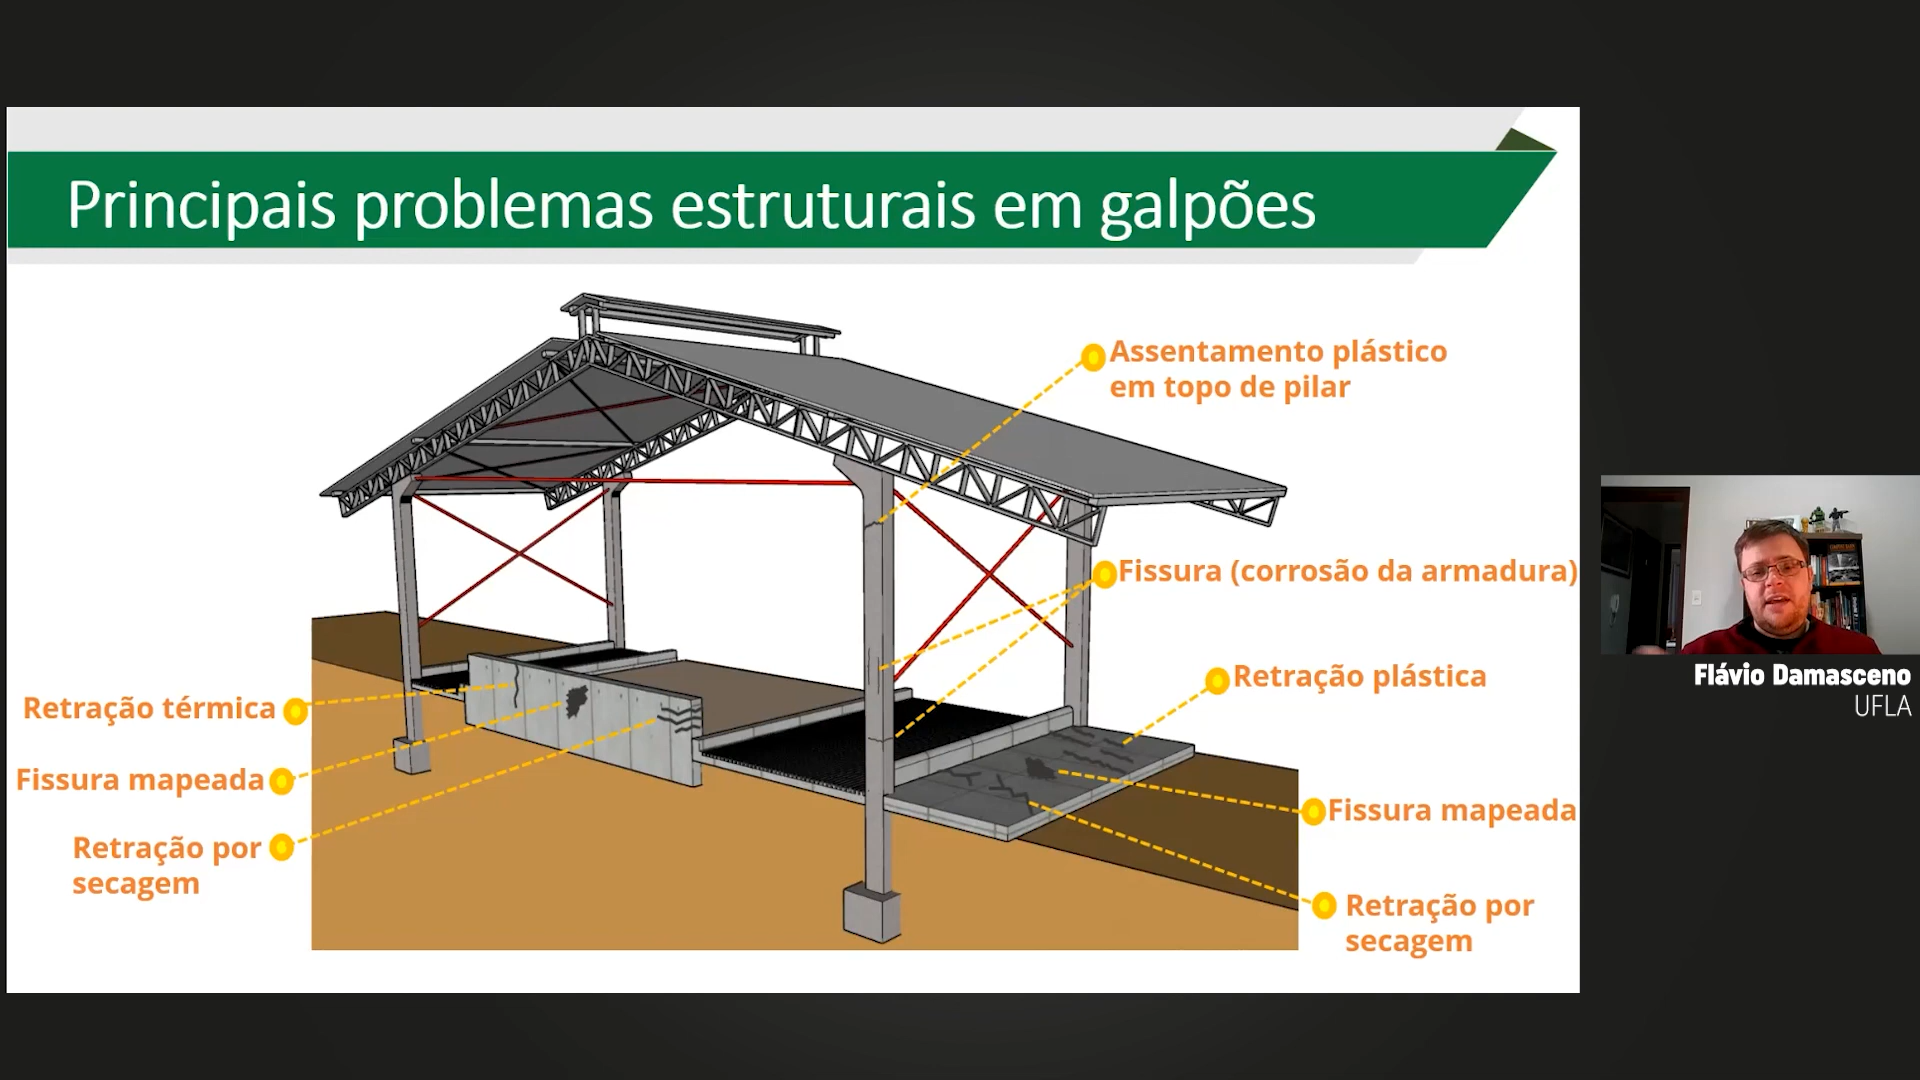 Principais problemas estruturais em galpões
Assentamento plástico
em topo de pilar
Fissura (corrosão da armadura)
Retração plástica
Fissura mapeada
Retração por
secagem
Retração térmica
Fissura mapeada
Retração por
secagem
Flávio Damasceno
UFLA